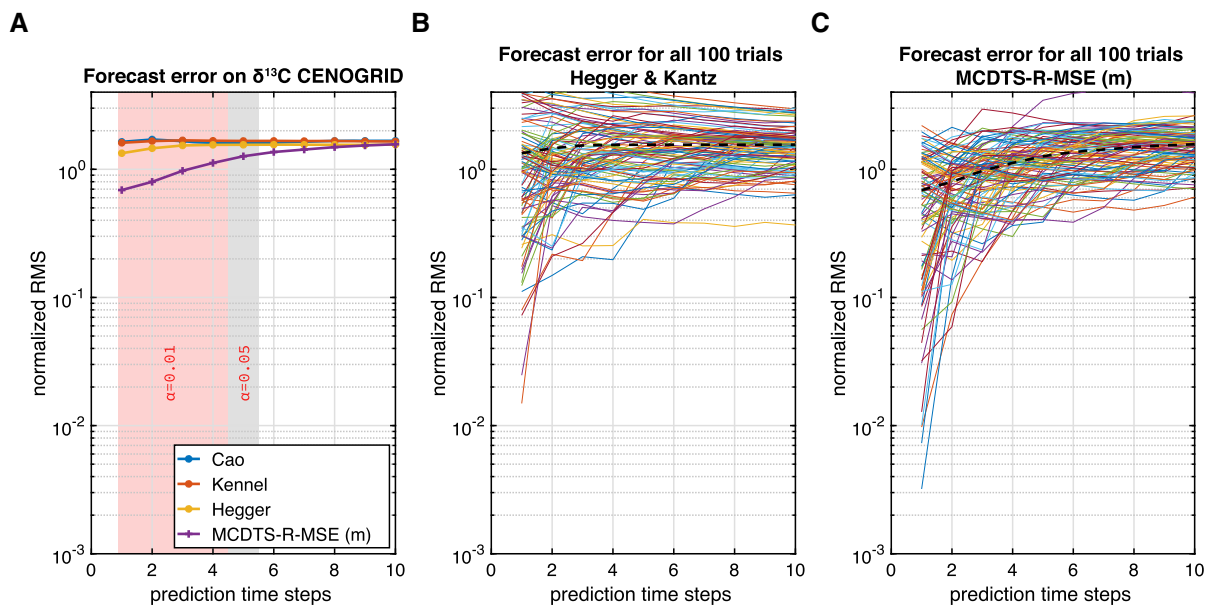 A
Forecast error on δ¹³C CENOGRID
normalized RMS
10⁰
10⁻¹
10⁻²
10⁻³
α=0.01
α=0.05
Cao
Kennel
Hegger
MCDTS-R-MSE (m)
0 2 4 6 8 10
prediction time steps
B
Forecast error for all 100 trials
Hegger & Kantz
normalized RMS
10⁰
10⁻¹
10⁻²
10⁻³
0 2 4 6 8 10
prediction time steps
C
Forecast error for all 100 trials
MCDTS-R-MSE (m)
normalized RMS
10⁰
10⁻¹
10⁻²
10⁻³
0 2 4 6 8 10
prediction time steps